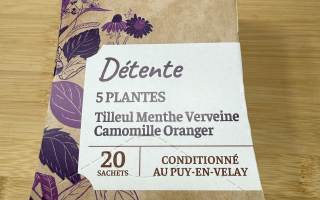 Détente
5 PLANTES
Tilleul Menthe Verveine
Camomille Oranger
20
SACHETS
CONDITIONNÉ
AU PUY-EN-VELAY